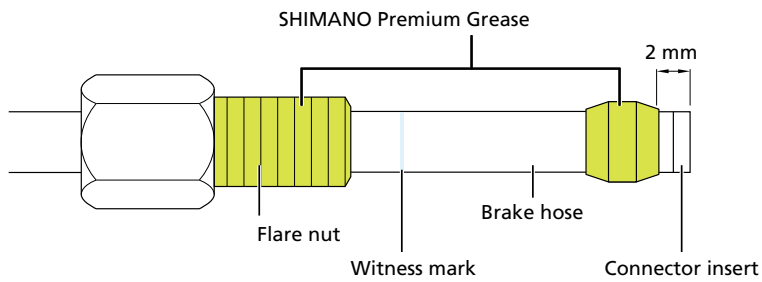 SHIMANO Premium Grease
2 mm
Brake hose
Flare nut
Witness mark
Connector insert